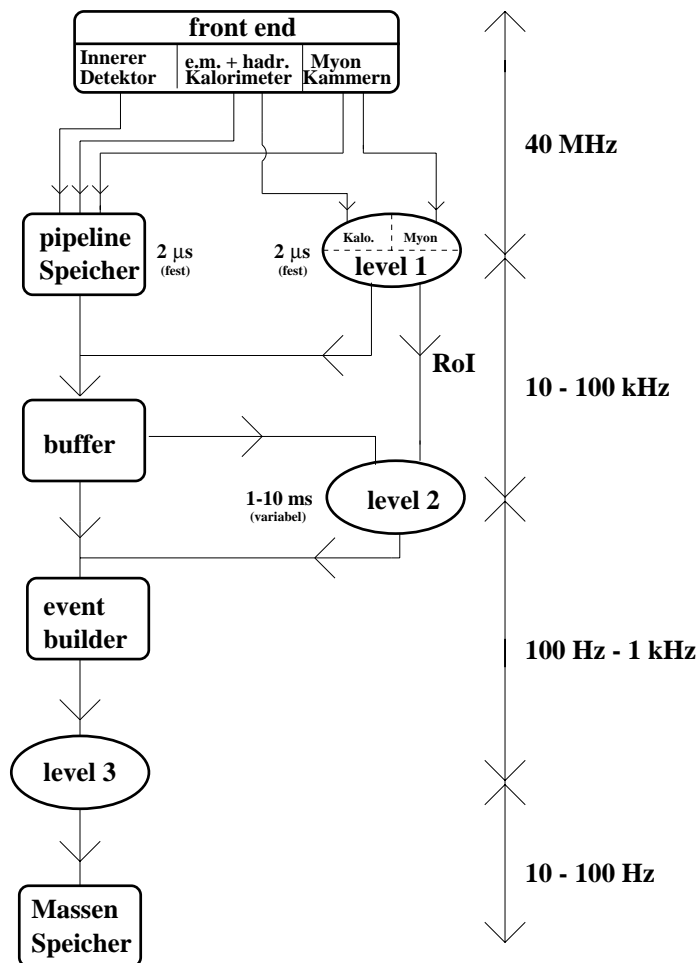 front end
Innerer
Detektor
e.m. + hadr.
Kalorimeter
Myon
Kammern
40 MHz
pipeline
Speicher
2 μs
(fest)
2 μs
(fest)
Kalo.
Myon
level 1
RoI
10 - 100 kHz
buffer
level 2
1-10 ms
(variabel)
event
builder
100 Hz - 1 kHz
level 3
10 - 100 Hz
Massen
Speicher